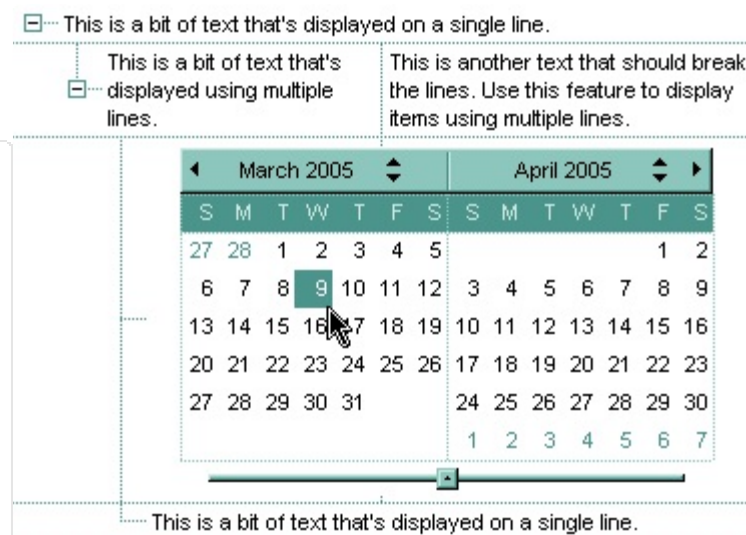 This is a bit of text that's displayed on a single line.
This is a bit of text that's
displayed using multiple
lines.
This is another text that should break
the lines. Use this feature to display
items using multiple lines.
March 2005 April 2005
S M T W T F S S M T W T F S
27 28 1 2 3 4 5 1 2
6 7 8 9 10 11 12 3 4 5 6 7 8 9
13 14 15 16 17 18 19 10 11 12 13 14 15 16
20 21 22 23 24 25 26 17 18 19 20 21 22 23
27 28 29 30 31 24 25 26 27 28 29 30
1 2 3 4 5 6 7
This is a bit of text that's displayed on a single line.